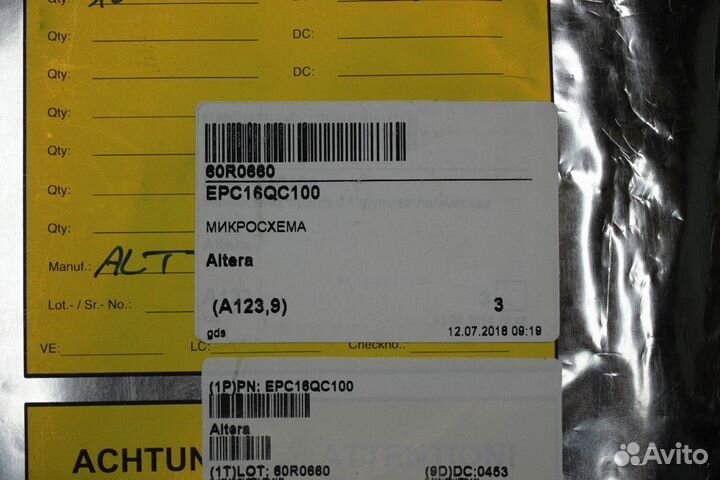 Qty:
Qty: DC:
Qty: DC:
Qty:
Qty:
Qty:
Qty:
Manuf.: ALT
Lot.- / Sr.- No.:
VE: LC: Checkno.:
60R0660
EPC16QC100
МИКРОСХЕМА
Altera
(A123,9) 3
gds 12.07.2018 09:19
(1P)PN: EPC16QC100
Altera
(1T)LOT: 60R0660 (9D)DC:0453
ACHTUN
Avito